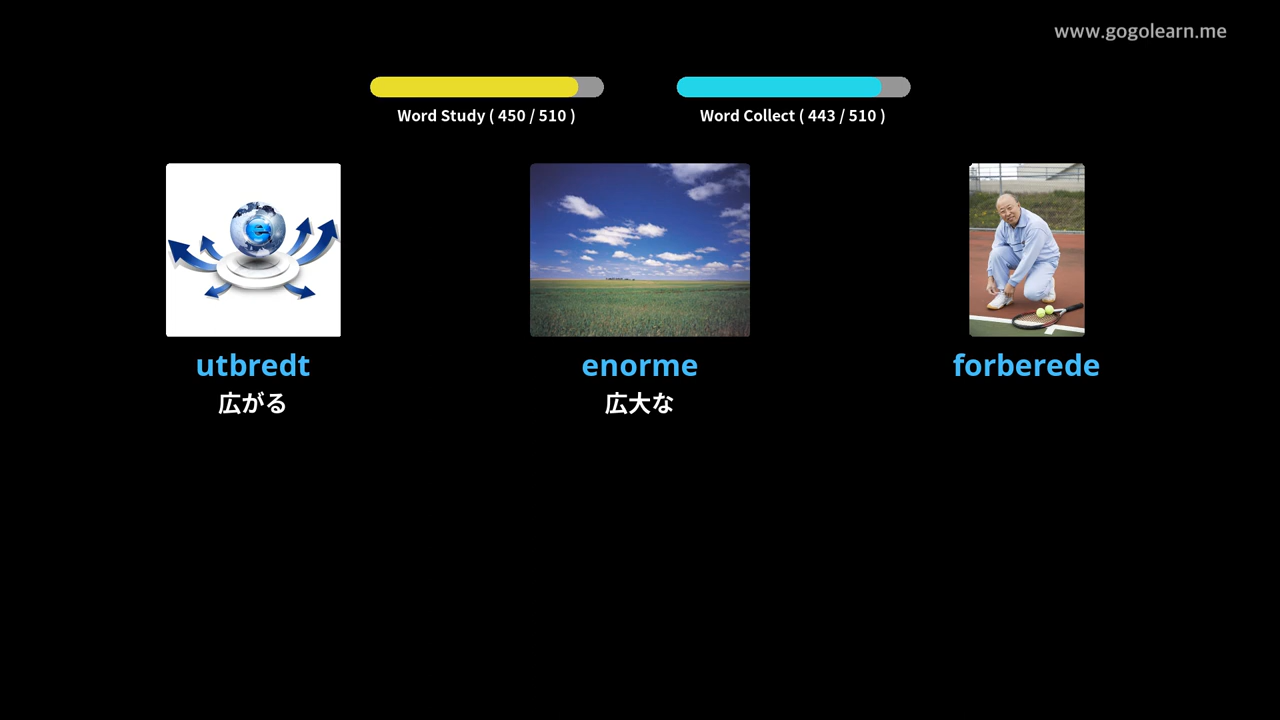 www.gogolearn.me
Word Study ( 450 / 510 )
Word Collect ( 443 / 510 )
e
utbredt
enorme
forberede
広がる
広大な